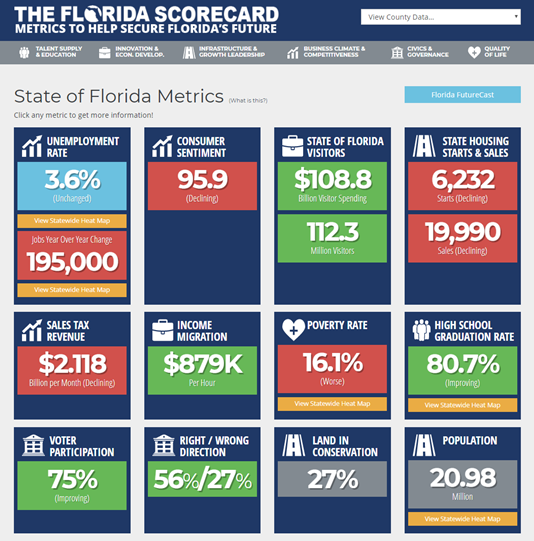 THE FLORIDA SCORECARD
METRICS TO HELP SECURE FLORIDA'S FUTURE
View County Data...
TALENT SUPPLY
& EDUCATION
INNOVATION &
ECON. DEVELOP.
INFRASTRUCTURE &
GROWTH LEADERSHIP
BUSINESS CLIMATE &
COMPETITIVENESS
CIVICS &
GOVERNANCE
QUALITY
OF LIFE
State of Florida Metrics (What is this?)
Click any metric to get more information!
Florida FutureCast
UNEMPLOYMENT
RATE
3.6%
(Unchanged)
View Statewide Heat Map
Jobs Year Over Year Change
195,000
View Statewide Heat Map
CONSUMER
SENTIMENT
95.9
(Declining)
STATE OF FLORIDA
VISITORS
$108.8
Billion Visitor Spending
112.3
Million Visitors
STATE HOUSING
STARTS & SALES
6,232
Starts (Declining)
19,990
Sales (Declining)
SALES TAX
REVENUE
$2.118
Billion per Month (Declining)
INCOME
MIGRATION
$879K
Per Hour
POVERTY RATE
16.1%
(Worse)
View Statewide Heat Map
HIGH SCHOOL
GRADUATION RATE
80.7%
(Improving)
View Statewide Heat Map
VOTER
PARTICIPATION
75%
(Improving)
RIGHT / WRONG
DIRECTION
56%/27%
LAND IN
CONSERVATION
27%
POPULATION
20.98
Million
View Statewide Heat Map